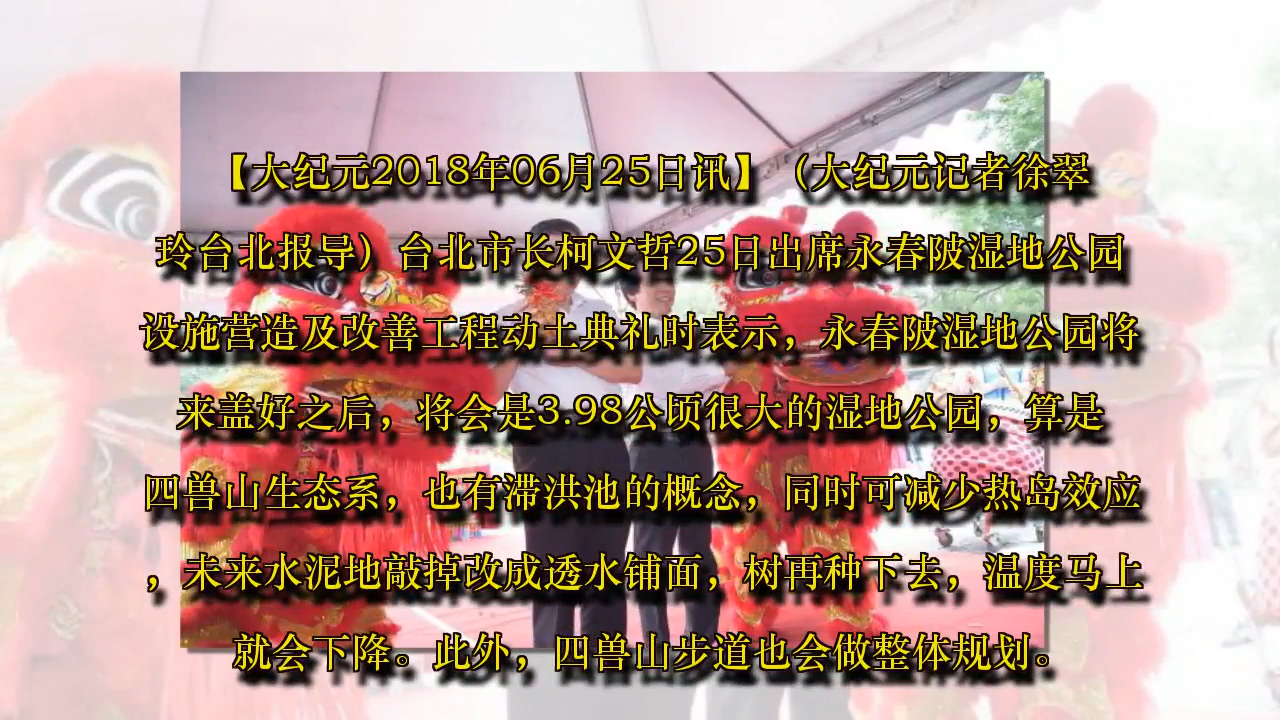 【大纪元2018年06月25日讯】（大纪元记者徐翠
玲台北报导）台北市长柯文哲25日出席永春陂湿地公园
设施营造及改善工程动土典礼时表示，永春陂湿地公园将
来盖好之后，将会是3.98公顷很大的湿地公园，算是
四兽山生态系，也有滞洪池的概念，同时可减少热岛效应
，未来水泥地敲掉改成透水铺面，树再种下去，温度马上
就会下降。此外，四兽山步道也会做整体规划。